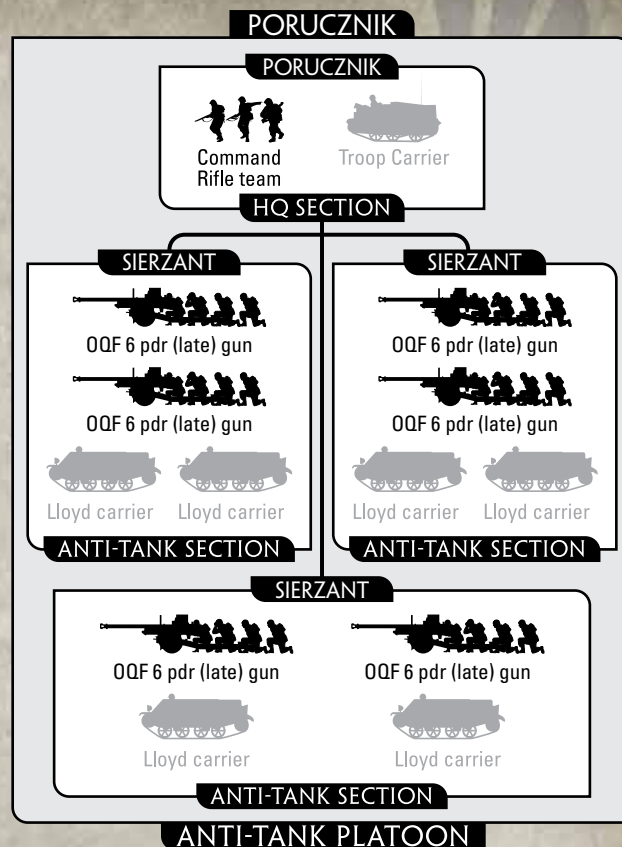 PORUCZNIK
PORUCZNIK
Command
Rifle team
Troop Carrier
HQ SECTION
SIERZANT
OQF 6 pdr (late) gun
OQF 6 pdr (late) gun
Lloyd carrier Lloyd carrier
ANTI-TANK SECTION
SIERZANT
OQF 6 pdr (late) gun
OQF 6 pdr (late) gun
Lloyd carrier Lloyd carrier
ANTI-TANK SECTION
SIERZANT
OQF 6 pdr (late) gun OQF 6 pdr (late) gun
Lloyd carrier Lloyd carrier
ANTI-TANK SECTION
ANTI-TANK PLATOON